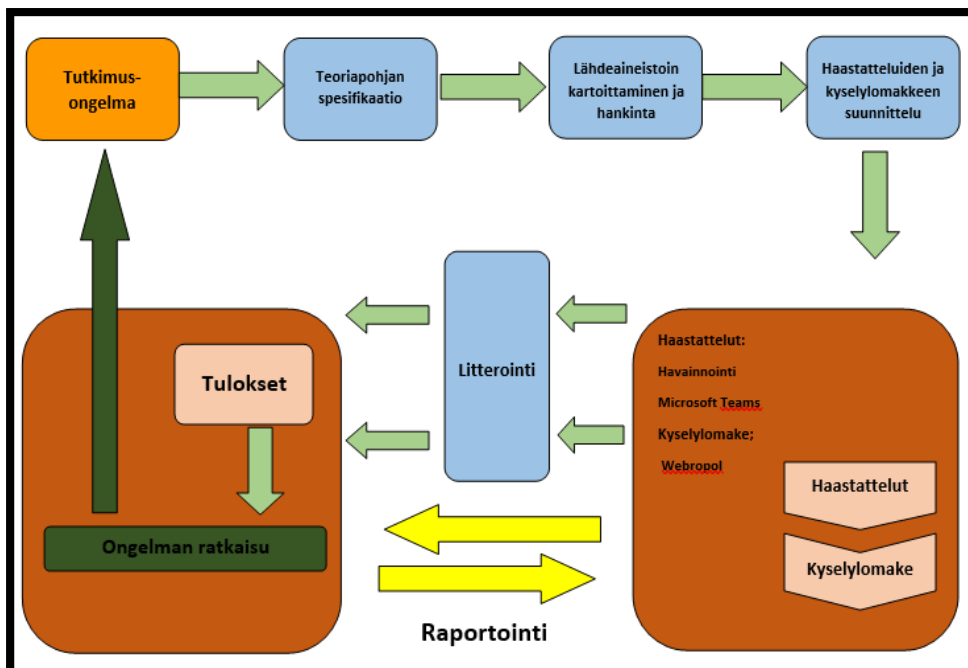 Tutkimus-
ongelma
Teoriapohjan
spesifikaatio
Lähdeaineistoin
kartoittaminen ja
hankinta
Haastatteluiden ja
kyselylomakkeen
suunnittelu
Haastattelut:
Havainnointi
Microsoft Teams
Kyselylomake;
Webropol
Haastattelut
Kyselylomake
Litterointi
Tulokset
Ongelman ratkaisu
Raportointi